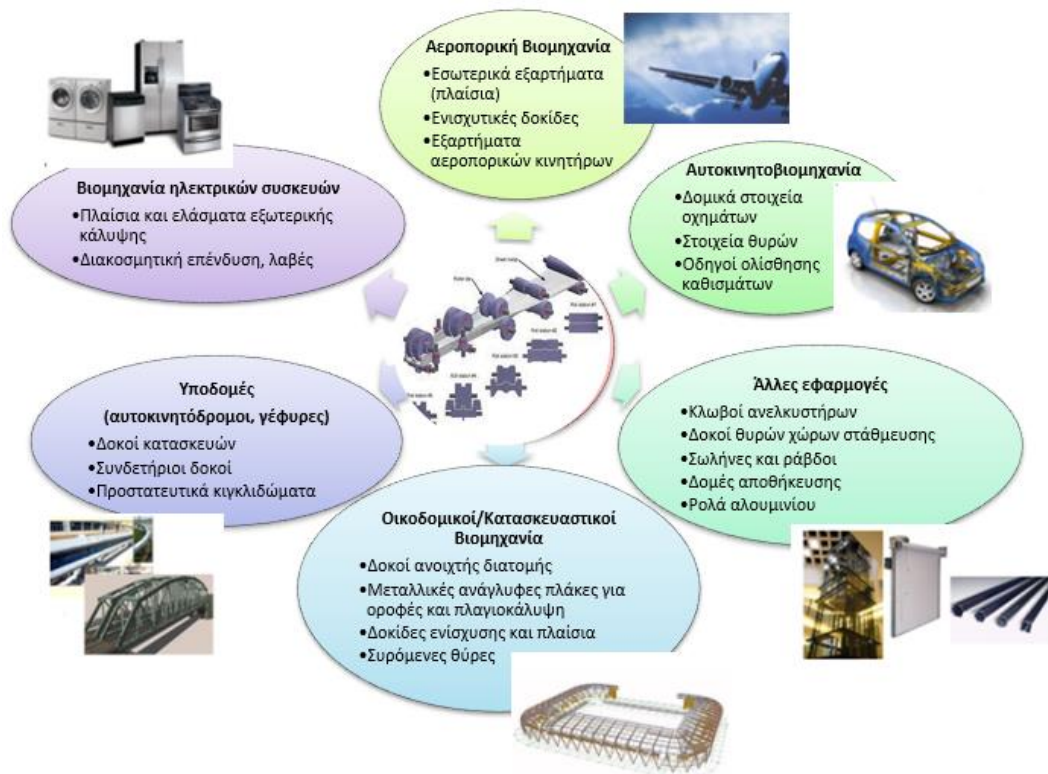 Αεροπορική Βιομηχανία
•Εσωτερικά εξαρτήματα
(πλαίσια)
•Ενισχυτικές δοκίδες
•Εξαρτήματα
αεροπορικών κινητήρων
Αυτοκινητοβιομηχανία
•Δομικά στοιχεία
οχημάτων
•Στοιχεία θυρών
•Οδηγοί ολίσθησης
καθισμάτων
Άλλες εφαρμογές
•Κλωβοί ανελκυστήρων
•Δοκοί θυρών χώρων στάθμευσης
•Σωλήνες και ράβδοι
•Δομές αποθήκευσης
•Ρολά αλουμινίου
Οικοδομικοί/Κατασκευαστικοί
Βιομηχανία
•Δοκοί ανοιχτής διατομής
•Μεταλλικές ανάγλυφες πλάκες για
οροφές και πλαγιοκάλυψη
•Δοκίδες ενίσχυσης και πλαίσια
•Συρόμενες θύρες
Υποδομές
(αυτοκινητόδρομοι, γέφυρες)
•Δοκοί κατασκευών
•Συνδετήριοι δοκοί
•Προστατευτικά κιγκλιδώματα
Βιομηχανία ηλεκτρικών συσκευών
•Πλαίσια και ελάσματα εξωτερικής
κάλυψης
•Διακοσμητική επένδυση, λαβές